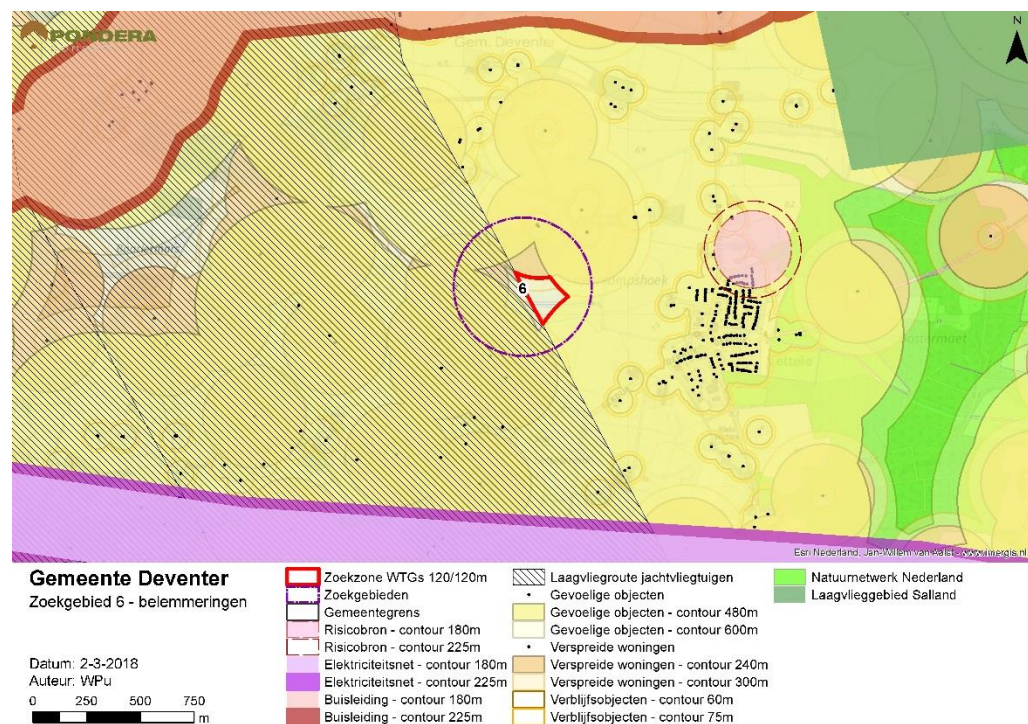 PONDERA
N
Gem. Deventer
Baadermars
6
Esri Nederland, Jan-Willem van Aalst - www.imergis.nl
Gemeente Deventer
Zoekgebied 6 - belemmeringen
Datum: 2-3-2018
Auteur: WPu
0 250 500 750
m
Zoekzone WTGs 120/120m
Zoekgebieden
Gemeentegrens
Risicobron - contour 180m
Risicobron - contour 225m
Elektriciteitsnet - contour 180m
Elektriciteitsnet - contour 225m
Buisleiding - contour 180m
Buisleiding - contour 225m
Laagvliegroute jachtvliegtuigen
Gevoelige objecten
Gevoelige objecten - contour 480m
Gevoelige objecten - contour 600m
Verspreide woningen
Verspreide woningen - contour 240m
Verspreide woningen - contour 300m
Verblijfsobjecten - contour 60m
Verblijfsobjecten - contour 75m
Natuurnetwerk Nederland
Laagvlieggebied Salland